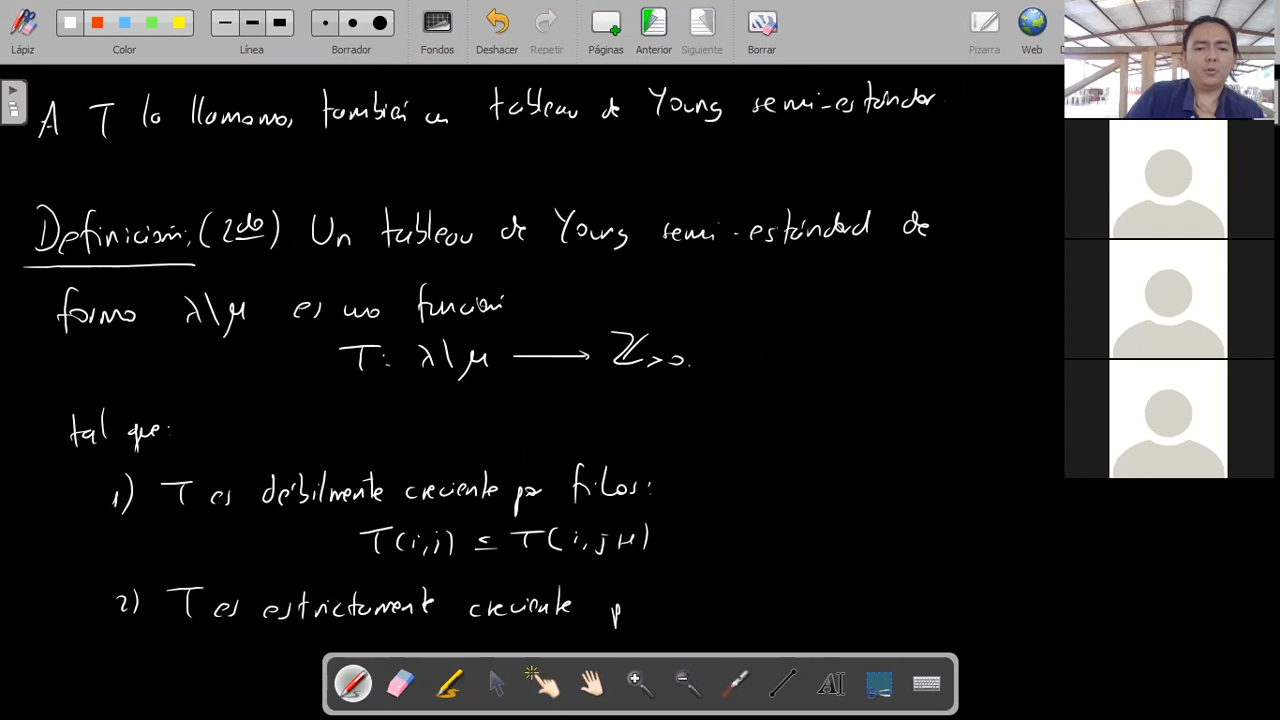 Lápiz Color Línea Borrador Fondos Deshacer Repetir Páginas Anterior Siguiente Borrar Pizarra Web
A T lo llamamos también un tableau de Young semi-estándar.
Definición: (2da) Un tableau de Young semi-estándard de
forma λ\μ es una función
T: λ\μ ⟶ ℤ>0.
tal que:
1) T es débilmente creciente por filas:
T(i,j) ≤ T(i,j+1)
2) T es estrictamente creciente p